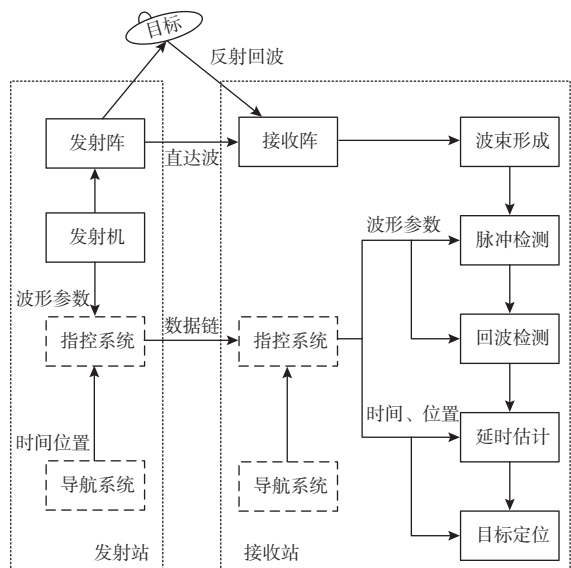 目标
反射回波
发射阵
直达波
接收阵
波束形成
发射机
波形参数
脉冲检测
波形参数
指控系统
数据链
指控系统
回波检测
时间、位置
时间位置
延时估计
导航系统
导航系统
目标定位
发射站
接收站